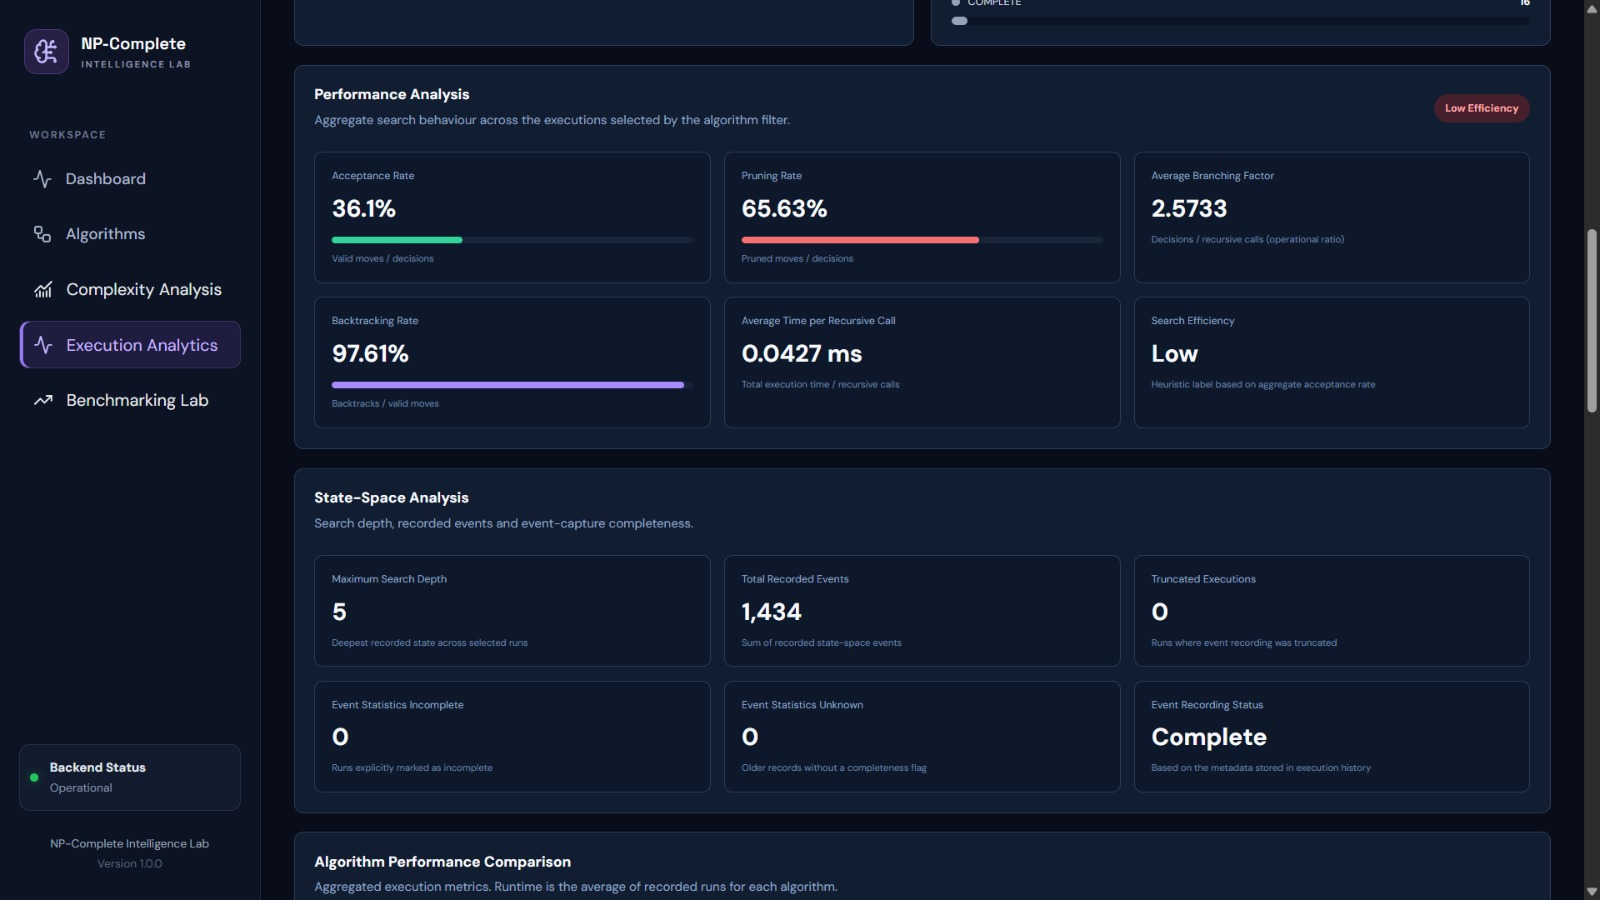 NP-Complete
INTELLIGENCE LAB
WORKSPACE
Dashboard
Algorithms
Complexity Analysis
Execution Analytics
Benchmarking Lab
Backend Status
Operational
NP-Complete Intelligence Lab
Version 1.0.0
COMPLETE
16
Performance Analysis
Aggregate search behaviour across the executions selected by the algorithm filter.
Low Efficiency
Acceptance Rate
36.1%
Valid moves / decisions
Pruning Rate
65.63%
Pruned moves / decisions
Average Branching Factor
2.5733
Decisions / recursive calls (operational ratio)
Backtracking Rate
97.61%
Backtracks / valid moves
Average Time per Recursive Call
0.0427 ms
Total execution time / recursive calls
Search Efficiency
Low
Heuristic label based on aggregate acceptance rate
State-Space Analysis
Search depth, recorded events and event-capture completeness.
Maximum Search Depth
5
Deepest recorded state across selected runs
Total Recorded Events
1,434
Sum of recorded state-space events
Truncated Executions
0
Runs where event recording was truncated
Event Statistics Incomplete
0
Runs explicitly marked as incomplete
Event Statistics Unknown
0
Older records without a completeness flag
Event Recording Status
Complete
Based on the metadata stored in execution history
Algorithm Performance Comparison
Aggregated execution metrics. Runtime is the average of recorded runs for each algorithm.